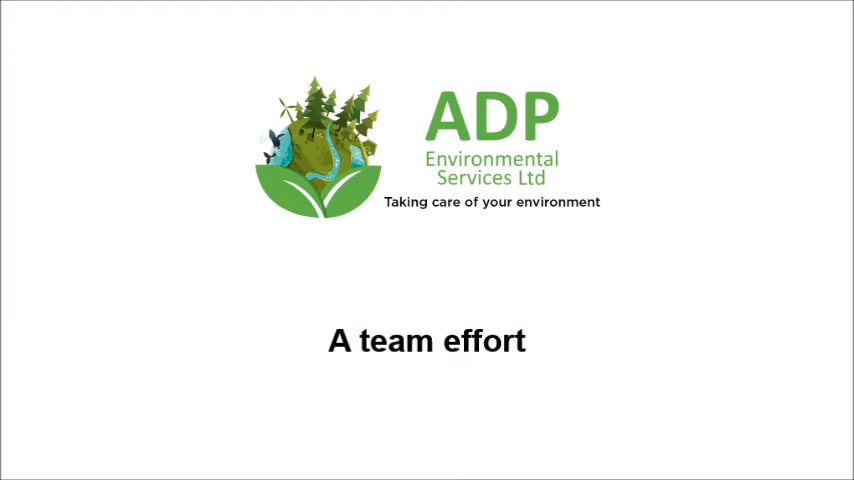 ADP
Environmental
Services Ltd
Taking care of your environment
A team effort